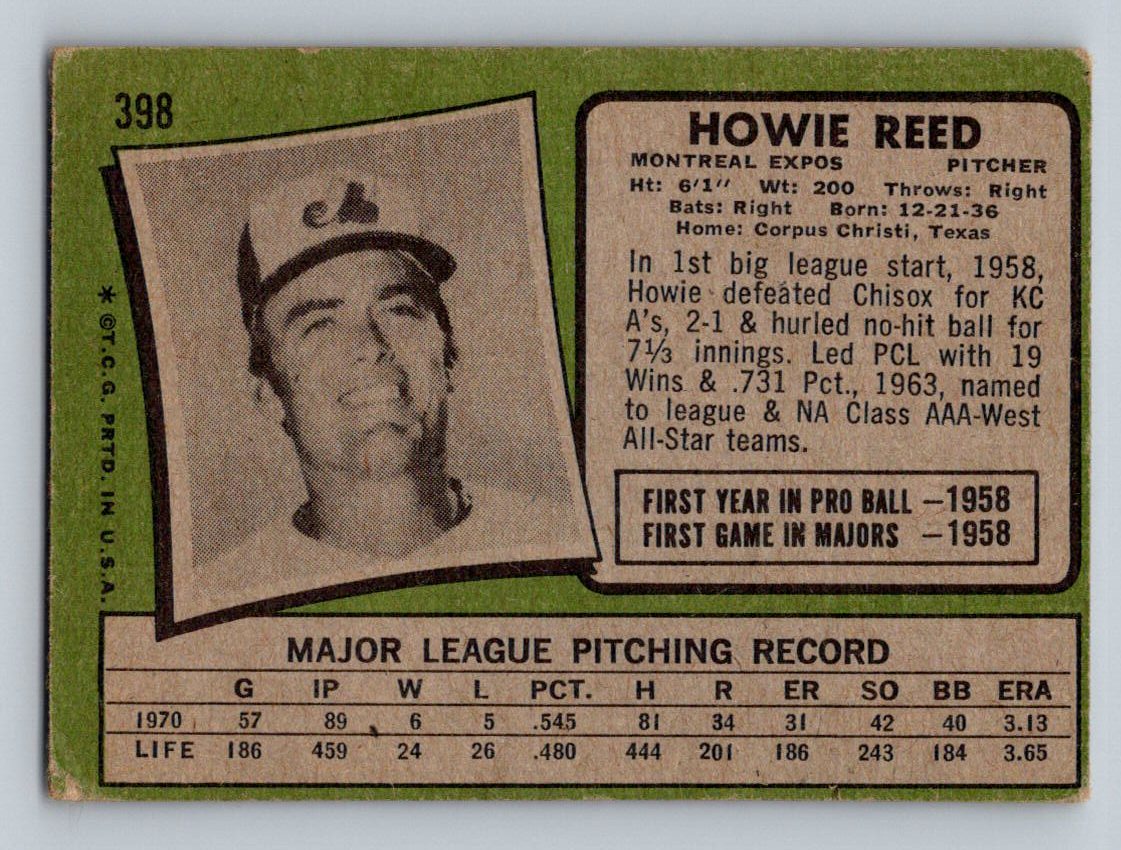 398
HOWIE REED
MONTREAL EXPOS PITCHER
Ht: 6'1" Wt: 200 Throws: Right
Bats: Right Born: 12-21-36
Home: Corpus Christi, Texas
In 1st big league start, 1958,
Howie defeated Chisox for KC
A's, 2-1 & hurled no-hit ball for
7⅓ innings. Led PCL with 19
Wins & .731 Pct., 1963, named
to league & NA Class AAA-West
All-Star teams.
FIRST YEAR IN PRO BALL —1958
FIRST GAME IN MAJORS —1958
* ©T.C.G. PRTD. IN U.S.A.
MAJOR LEAGUE PITCHING RECORD
G IP W L PCT. H R ER SO BB ERA
1970 57 89 6 5 .545 81 34 31 42 40 3.13
LIFE 186 459 24 26 .480 444 201 186 243 184 3.65